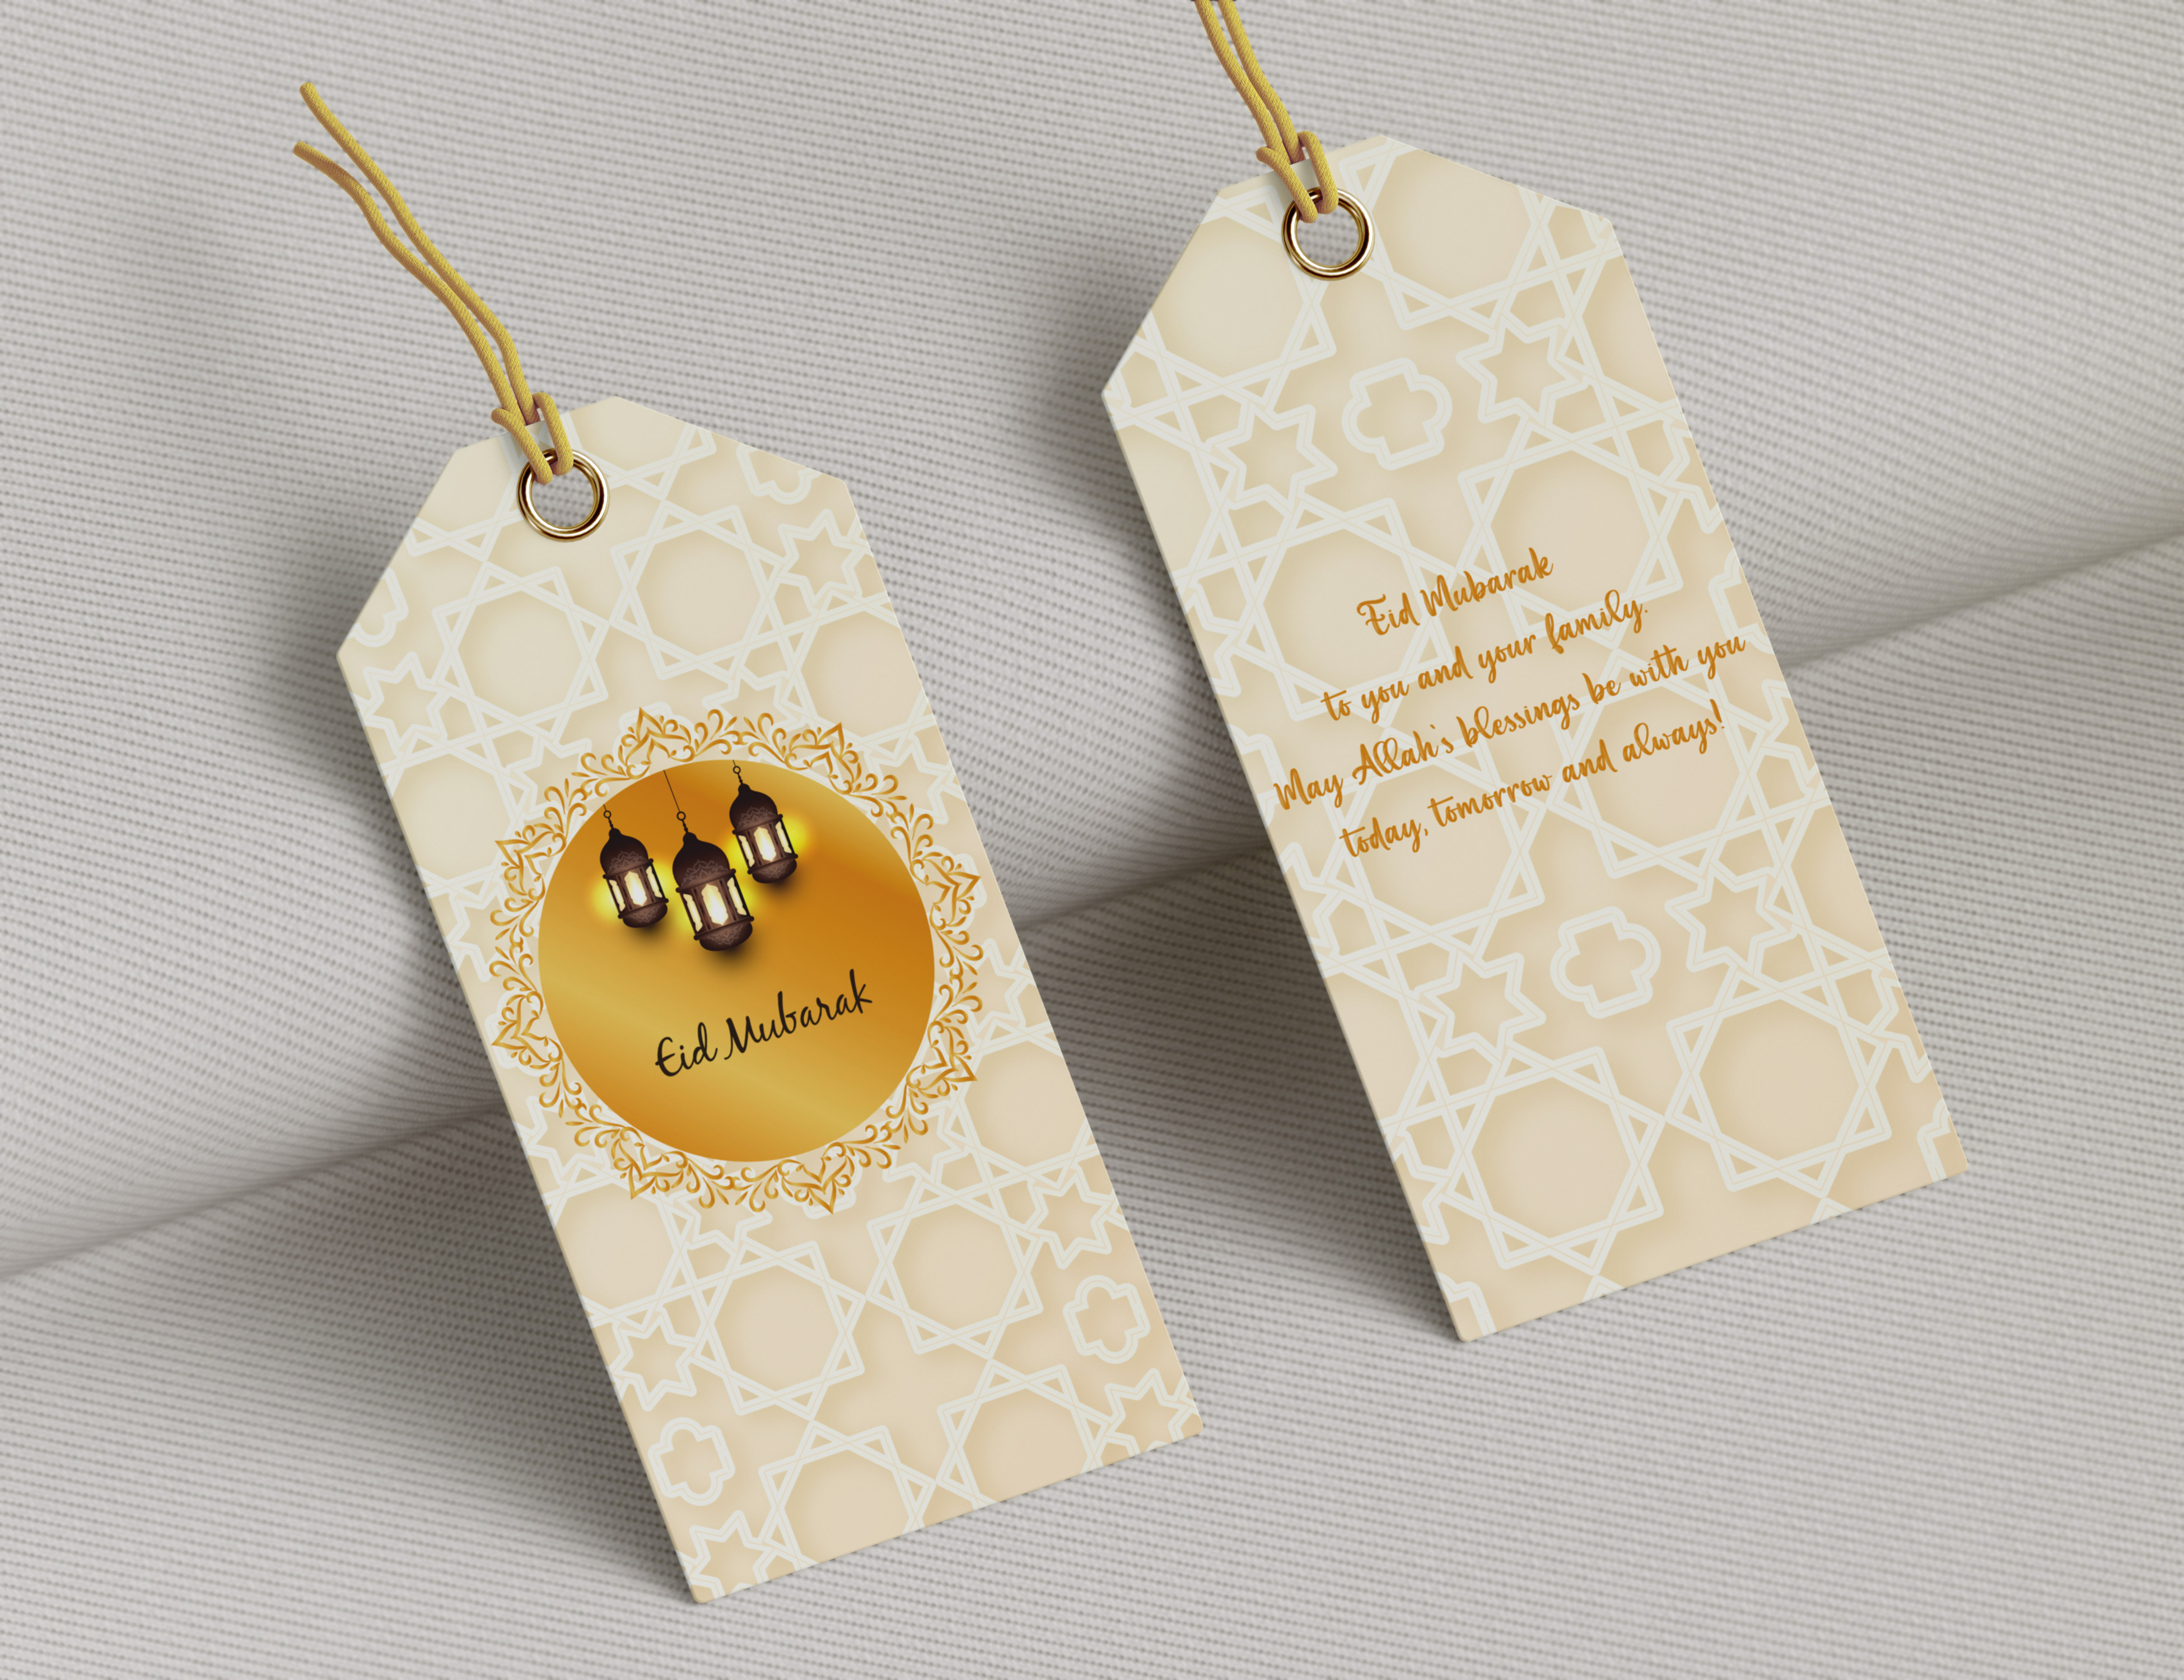 Eid Mubarak
Eid Mubarak
to you and your family.
May Allah's blessings be with you
today, tomorrow and always!